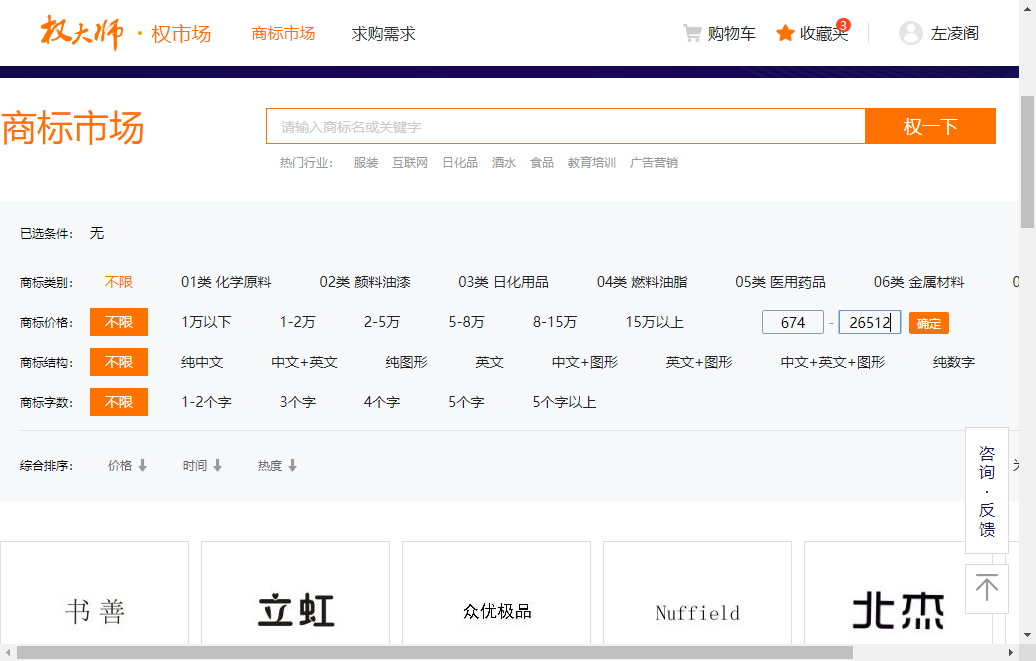 权大师 · 权市场 商标市场 求购需求 购物车 收藏夹 3 左凌阁
商标市场 请输入商标名或关键字 权一下
热门行业： 服装 互联网 日化品 酒水 食品 教育培训 广告营销
已选条件： 无
商标类别： 不限 01类 化学原料 02类 颜料油漆 03类 日化用品 04类 燃料油脂 05类 医用药品 06类 金属材料
商标价格： 不限 1万以下 1-2万 2-5万 5-8万 8-15万 15万以上 674 - 26512 确定
商标结构： 不限 纯中文 中文+英文 纯图形 英文 中文+图形 英文+图形 中文+英文+图形 纯数字
商标字数： 不限 1-2个字 3个字 4个字 5个字 5个字以上
综合排序： 价格 时间 热度
咨询·反馈
书善 立虹 众优极品 Nuffield 北杰